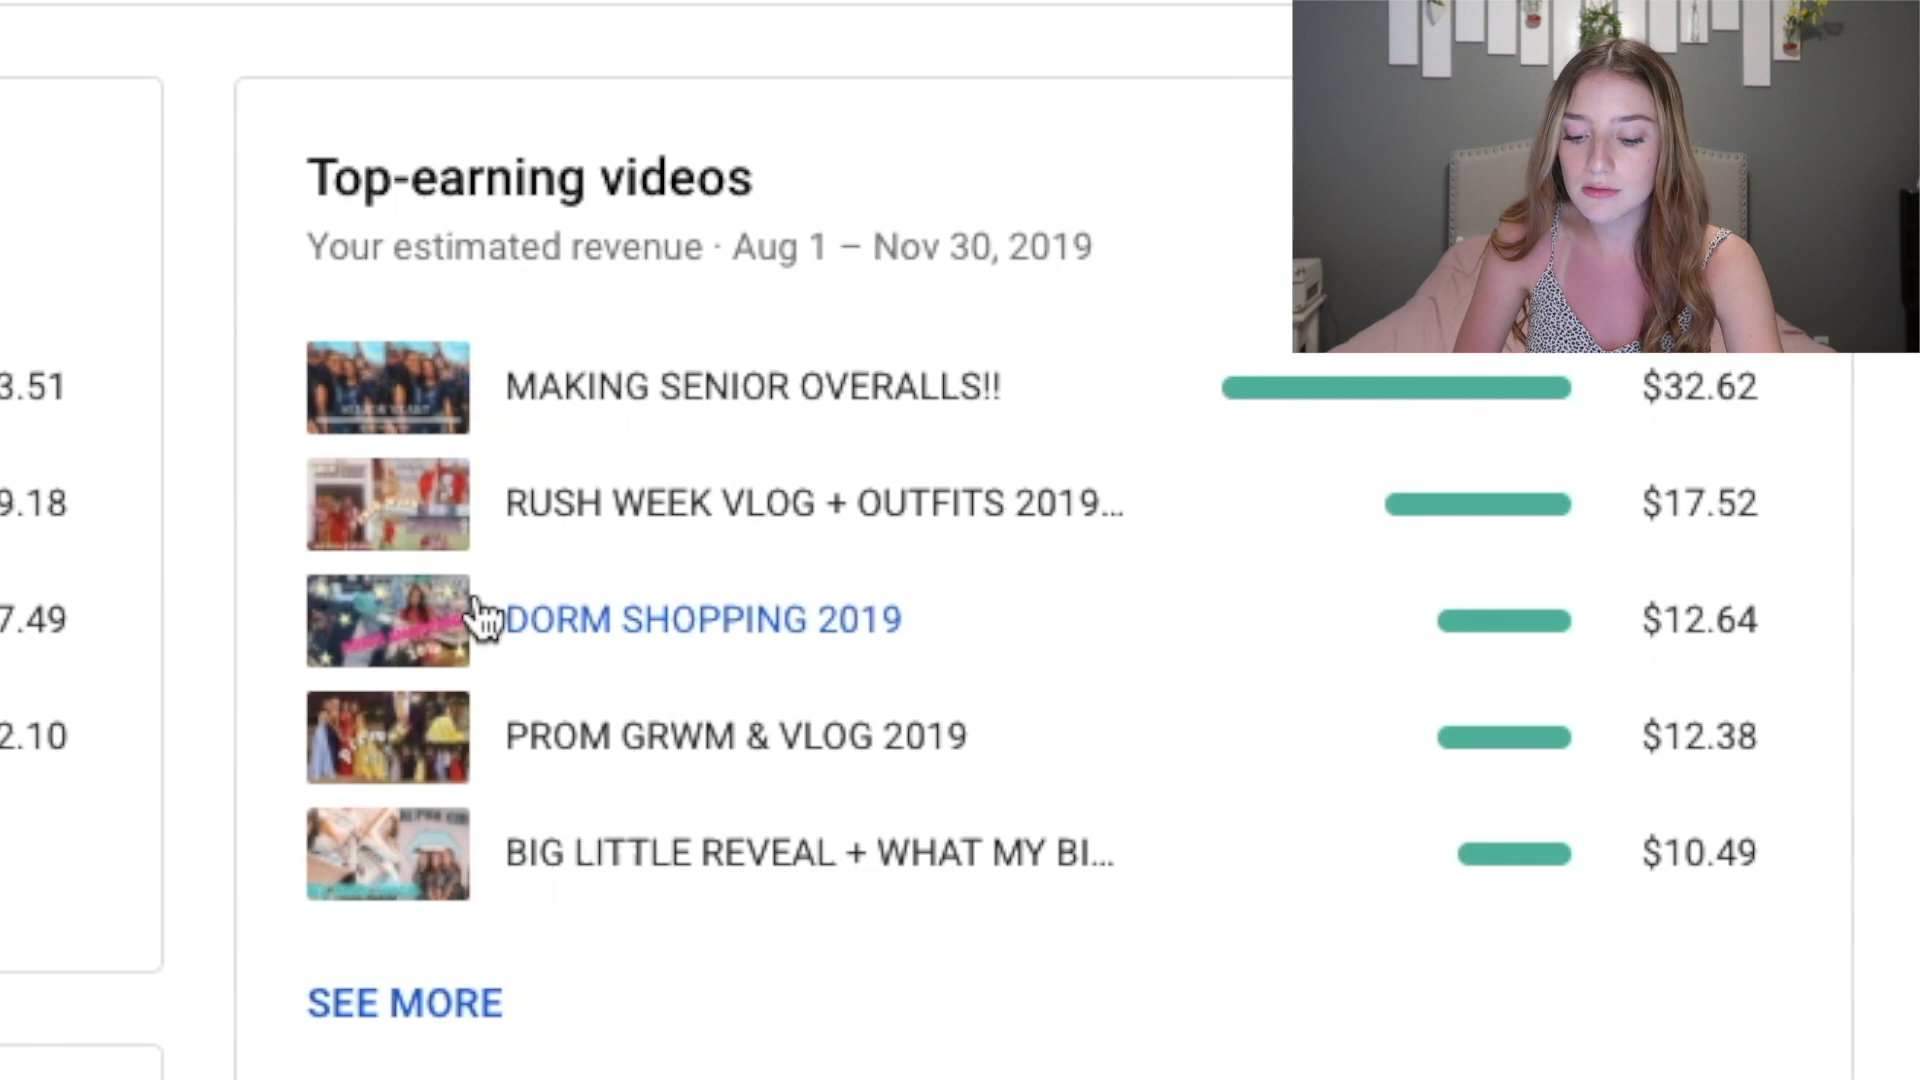 Top-earning videos
Your estimated revenue · Aug 1 – Nov 30, 2019
3.51
MAKING SENIOR OVERALLS!!
$32.62
9.18
RUSH WEEK VLOG + OUTFITS 2019...
$17.52
7.49
DORM SHOPPING 2019
$12.64
2.10
PROM GRWM & VLOG 2019
$12.38
BIG LITTLE REVEAL + WHAT MY BI...
$10.49
SEE MORE